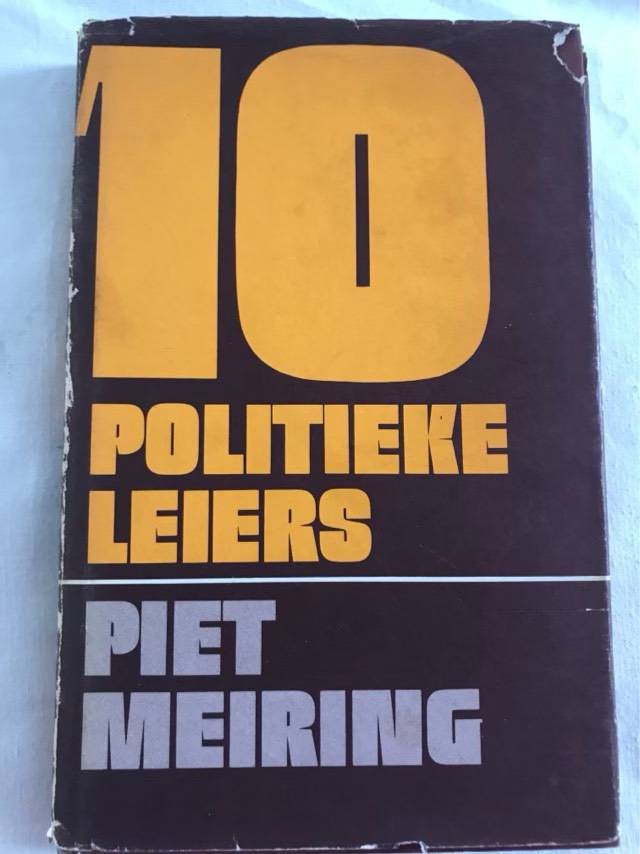 10
POLITIEKE
LEIERS
PIET
MEIRING